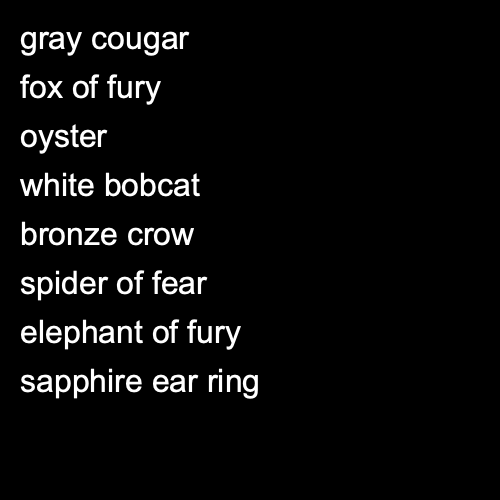 gray cougar
fox of fury
oyster
white bobcat
bronze crow
spider of fear
elephant of fury
sapphire ear ring